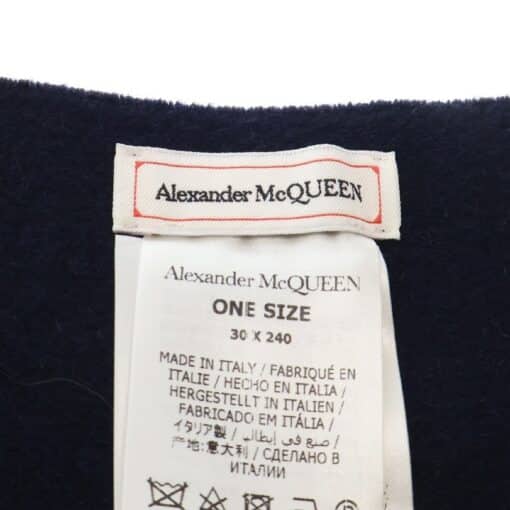 Alexander McQUEEN
Alexander McQUEEN
ONE SIZE
30 X 240
MADE IN ITALY / FABRIQUÉ EN
ITALIE / HECHO EN ITALIA /
HERGESTELLT IN ITALIEN /
FABRICADO EM ITÁLIA /
イタリア製 / صنع في إيطاليا /
产地:意大利 / СДЕЛАНО В
ИТАЛИИ